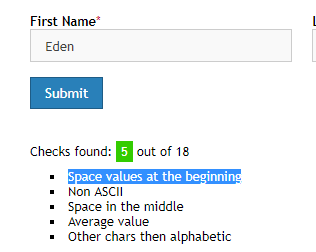 First Name*
Eden
Submit
Checks found: 5 out of 18
Space values at the beginning
Non ASCII
Space in the middle
Average value
Other chars then alphabetic